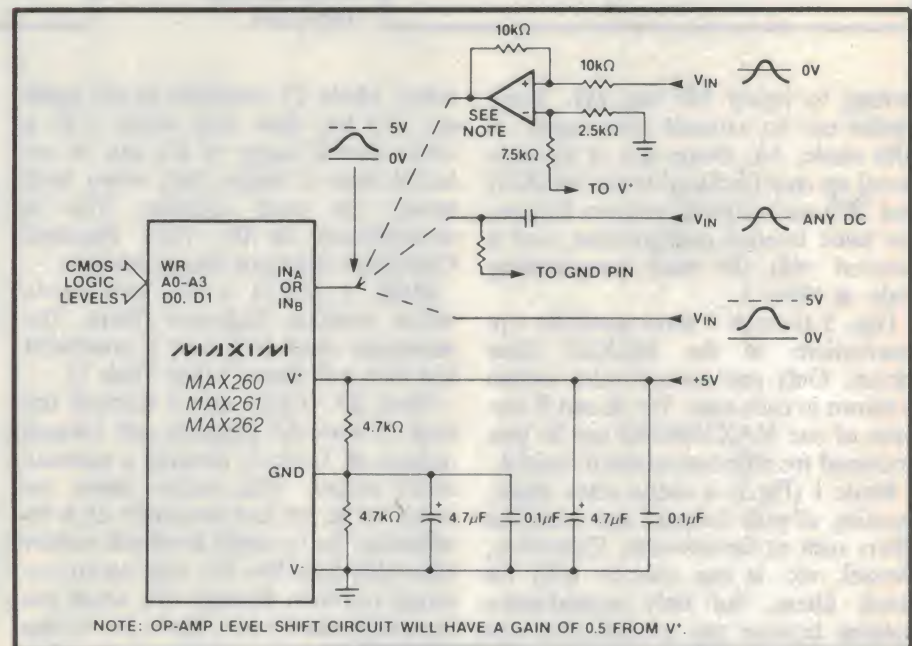 10kΩ
10kΩ
V_IN
0V
+
−
SEE
NOTE
2.5kΩ
7.5kΩ
TO V⁺
5V
0V
V_IN
ANY DC
TO GND PIN
CMOS
LOGIC
LEVELS
WR
A0-A3
D0, D1
IN_A
OR
IN_B
V_IN
5V
0V
MAXIM
MAX260
MAX261
MAX262
V⁺
+5V
4.7kΩ
GND
4.7kΩ
+
4.7µF
0.1µF
+
4.7µF
0.1µF
V⁻
NOTE: OP-AMP LEVEL SHIFT CIRCUIT WILL HAVE A GAIN OF 0.5 FROM V⁺.